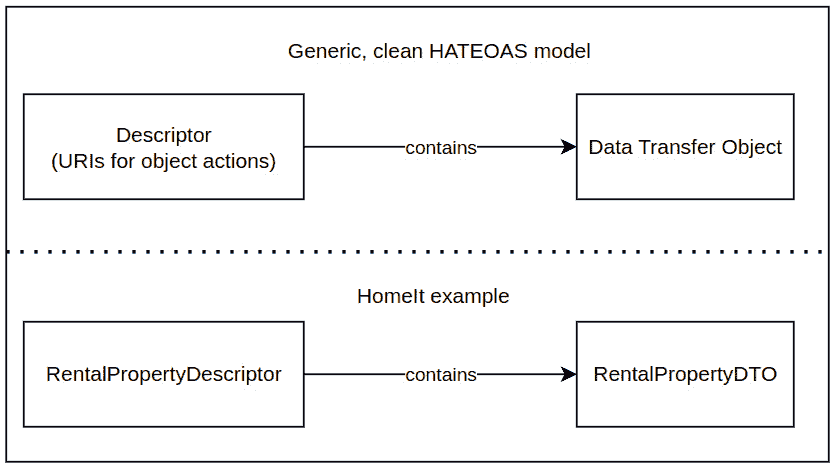 Generic, clean HATEOAS model
Descriptor
(URIs for object actions)
contains
Data Transfer Object
HomeIt example
RentalPropertyDescriptor
contains
RentalPropertyDTO